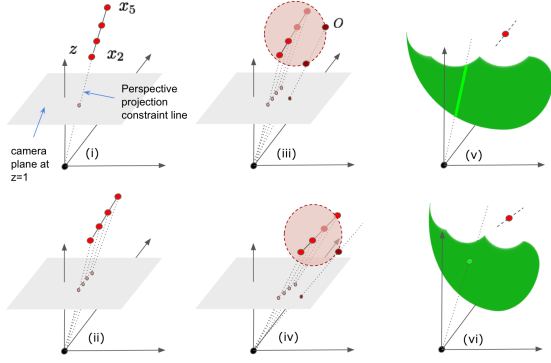 x₅
z
x₂
Perspective
projection
constraint line
camera
plane at
z=1
(i)
O
(iii)
(v)
(ii)
(iv)
(vi)